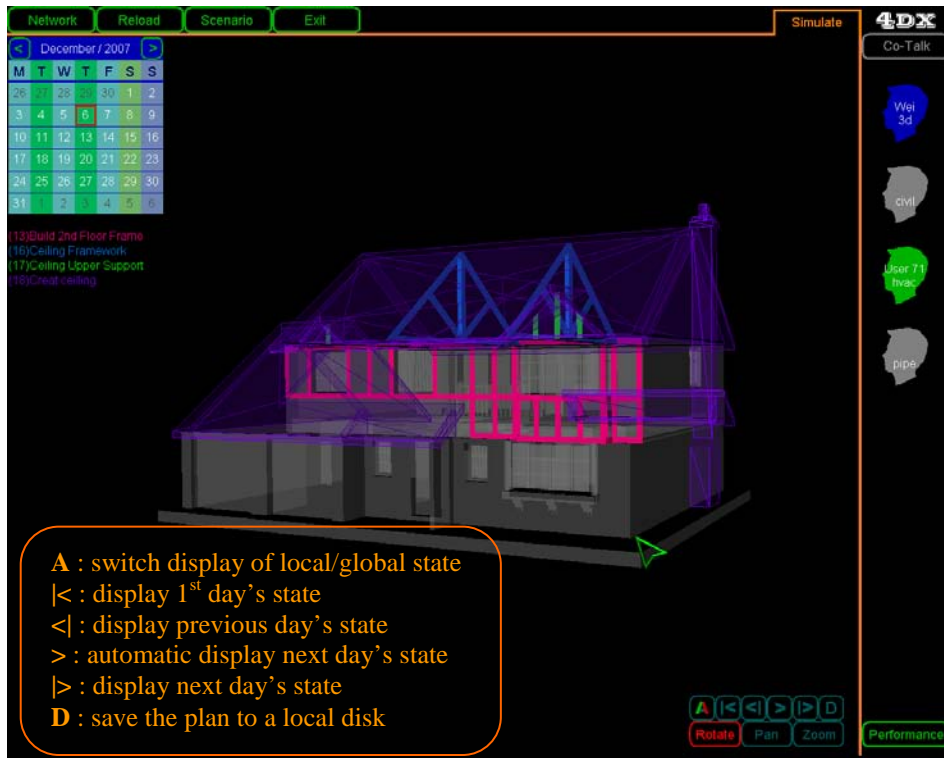 Network Reload Scenario Exit Simulate 4DX
Co-Talk
< December / 2007 >
M T W T F S S
26 27 28 29 30 1 2
3 4 5 6 7 8 9
10 11 12 13 14 15 16
17 18 19 20 21 22 23
24 25 26 27 28 29 30
31 1 2 3 4 5 6
(13)Build 2nd Floor Frame
(16)Ceiling Framework
(17)Ceiling Upper Support
(18)Creat ceiling
Wei
3d
civil
User 71
hvac
pipe
A : switch display of local/global state
|< : display 1st day's state
<| : display previous day's state
> : automatic display next day's state
|> : display next day's state
D : save the plan to a local disk
A |< <| > |> D
Rotate Pan Zoom
Performance